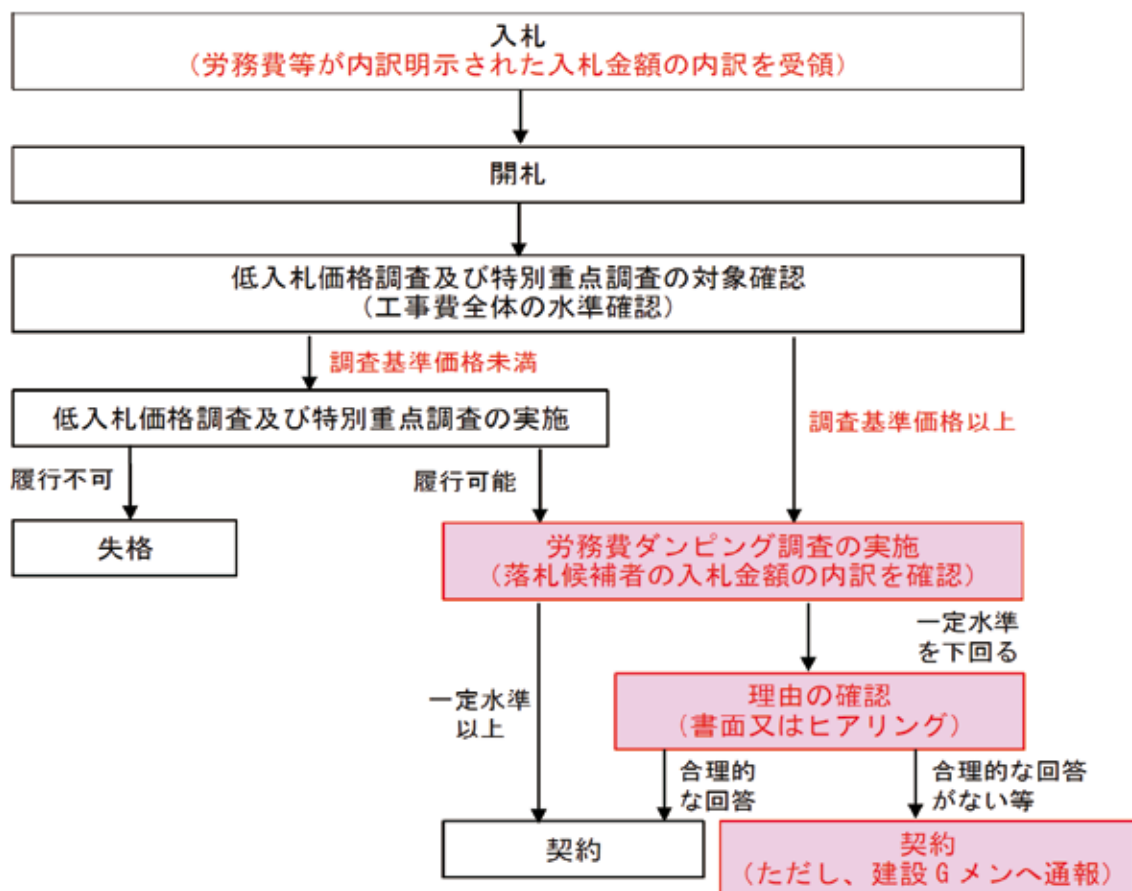 入札
（労務費等が内訳明示された入札金額の内訳を受領）
開札
低入札価格調査及び特別重点調査の対象確認
（工事費全体の水準確認）
調査基準価格未満
低入札価格調査及び特別重点調査の実施
調査基準価格以上
履行不可
履行可能
失格
労務費ダンピング調査の実施
（落札候補者の入札金額の内訳を確認）
一定水準
を下回る
一定水準
以上
理由の確認
（書面又はヒアリング）
合理的
な回答
合理的な回答
がない等
契約
契約
（ただし、建設Ｇメンへ通報）